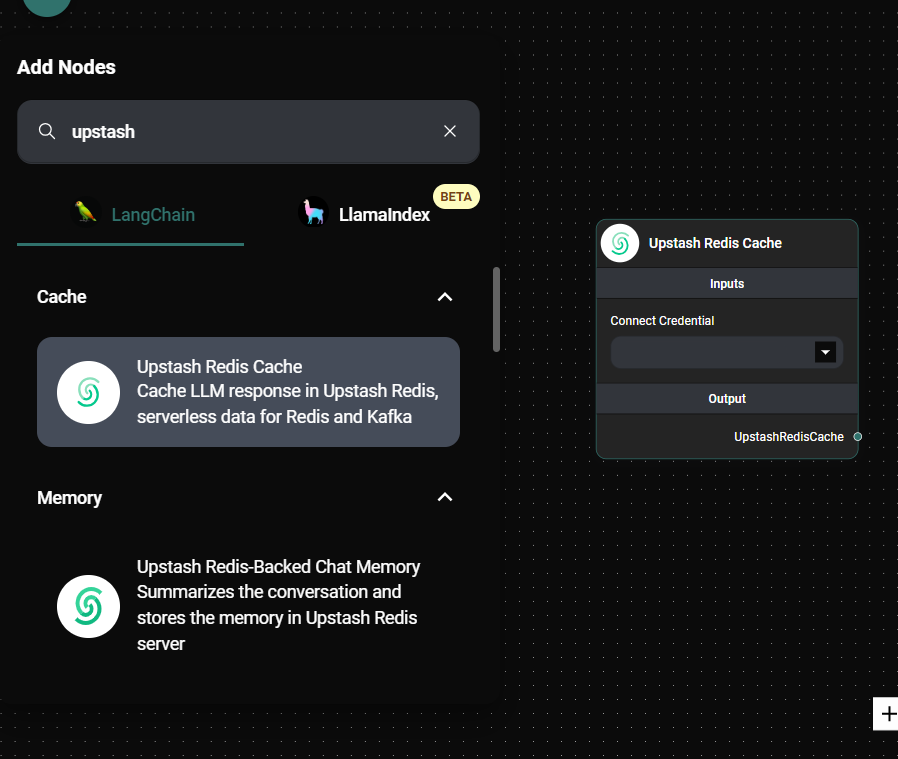 Add Nodes
upstash
LangChain
LlamaIndex
BETA
Cache
Upstash Redis Cache
Cache LLM response in Upstash Redis,
serverless data for Redis and Kafka
Memory
Upstash Redis-Backed Chat Memory
Summarizes the conversation and
stores the memory in Upstash Redis
server
Upstash Redis Cache
Inputs
Connect Credential
Output
UpstashRedisCache